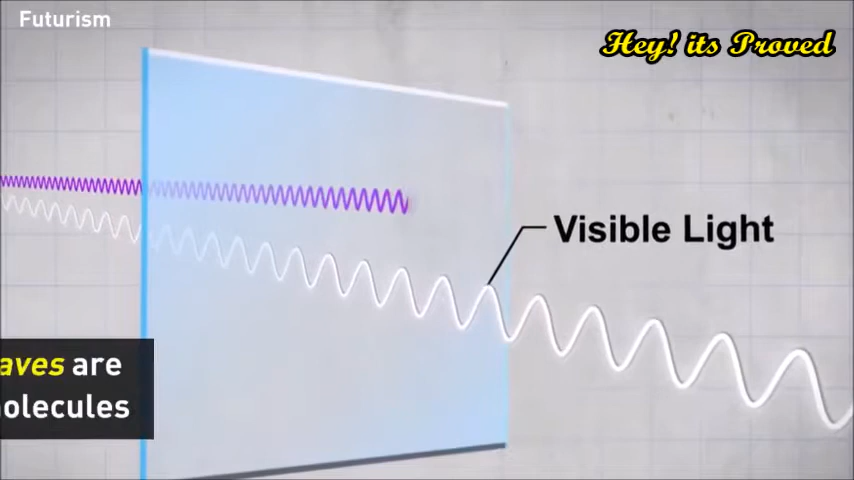 Futurism
Hey! its Proved
Visible Light
aves are
olecules